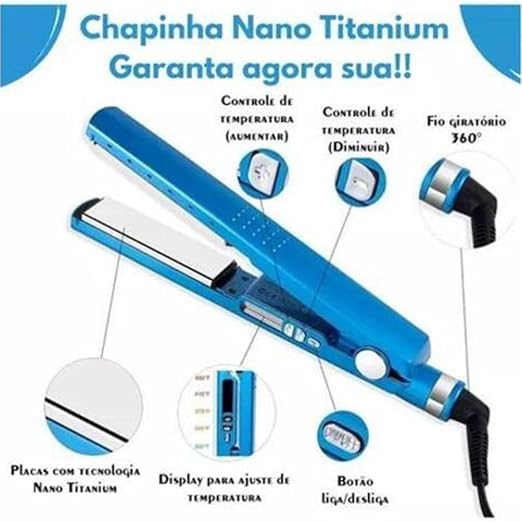 Chapinha Nano Titanium
Garanta agora sua!!
Controle de
temperatura
(aumentar)
Controle de
temperatura
(Diminuir)
Fio giratório
360°
Placas com tecnologia
Nano Titanium
Display para ajuste de
temperatura
Botão
liga/desliga